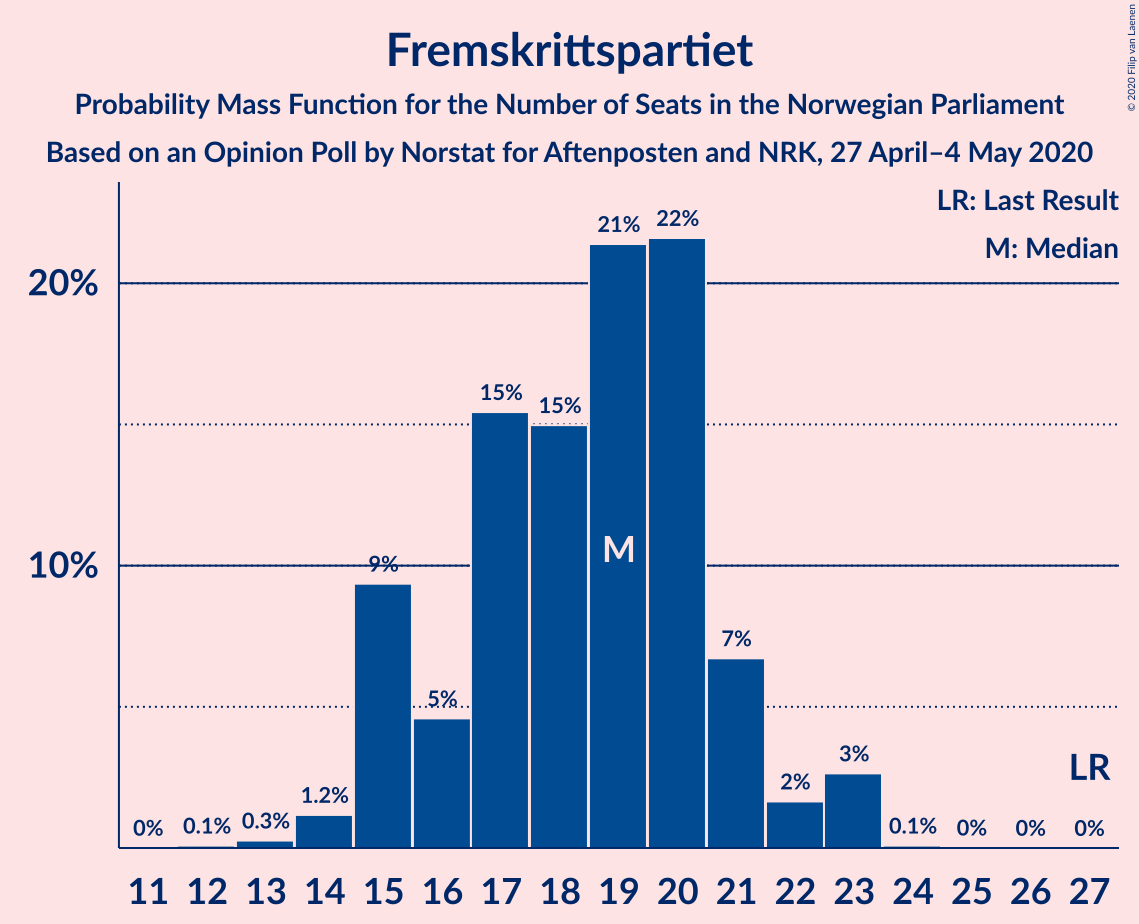 Fremskrittspartiet
Probability Mass Function for the Number of Seats in the Norwegian Parliament
Based on an Opinion Poll by Norstat for Aftenposten and NRK, 27 April–4 May 2020
© 2020 Filip van Laenen
LR: Last Result
M: Median
20%
10%
0% 0.1% 0.3% 1.2% 9% 5% 15% 15% 21% 22% 7% 2% 3% 0.1% 0% 0% 0%
M
LR
11 12 13 14 15 16 17 18 19 20 21 22 23 24 25 26 27